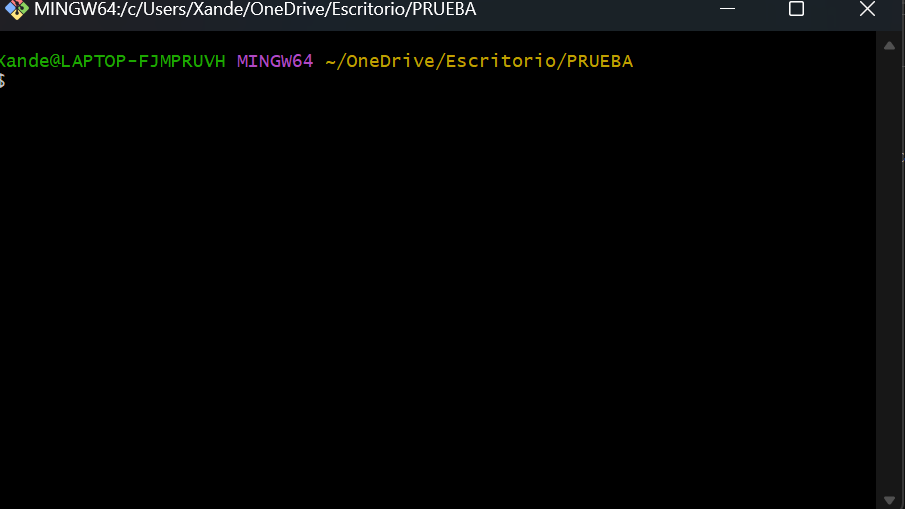 MINGW64:/c/Users/Xande/OneDrive/Escritorio/PRUEBA
Xande@LAPTOP-FJMPRUVH MINGW64 ~/OneDrive/Escritorio/PRUEBA
$